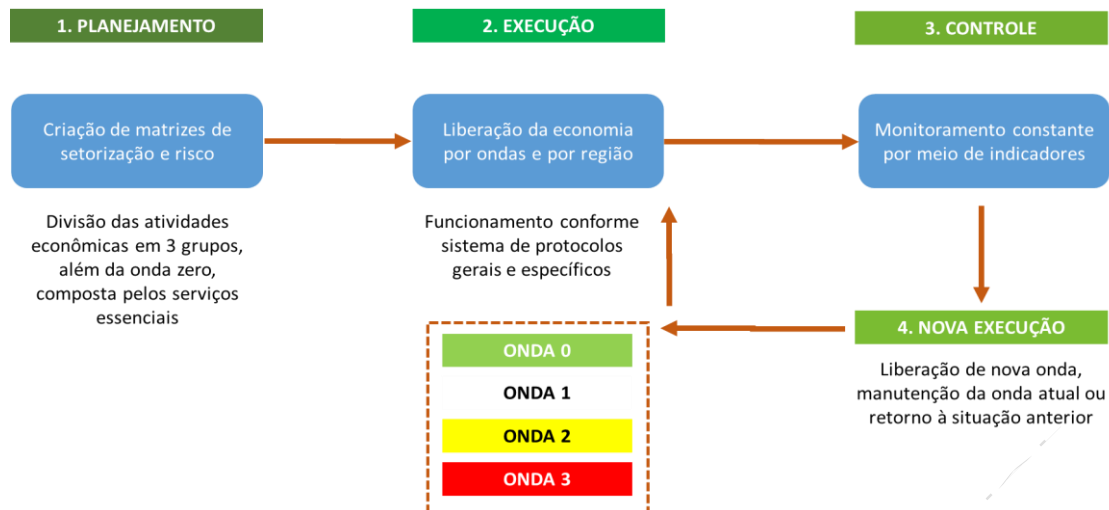 1. PLANEJAMENTO
2. EXECUÇÃO
3. CONTROLE
Criação de matrizes de
setorização e risco
Liberação da economia
por ondas e por região
Monitoramento constante
por meio de indicadores
Divisão das atividades
econômicas em 3 grupos,
além da onda zero,
composta pelos serviços
essenciais
Funcionamento conforme
sistema de protocolos
gerais e específicos
4. NOVA EXECUÇÃO
Liberação de nova onda,
manutenção da onda atual ou
retorno à situação anterior
ONDA 0
ONDA 1
ONDA 2
ONDA 3